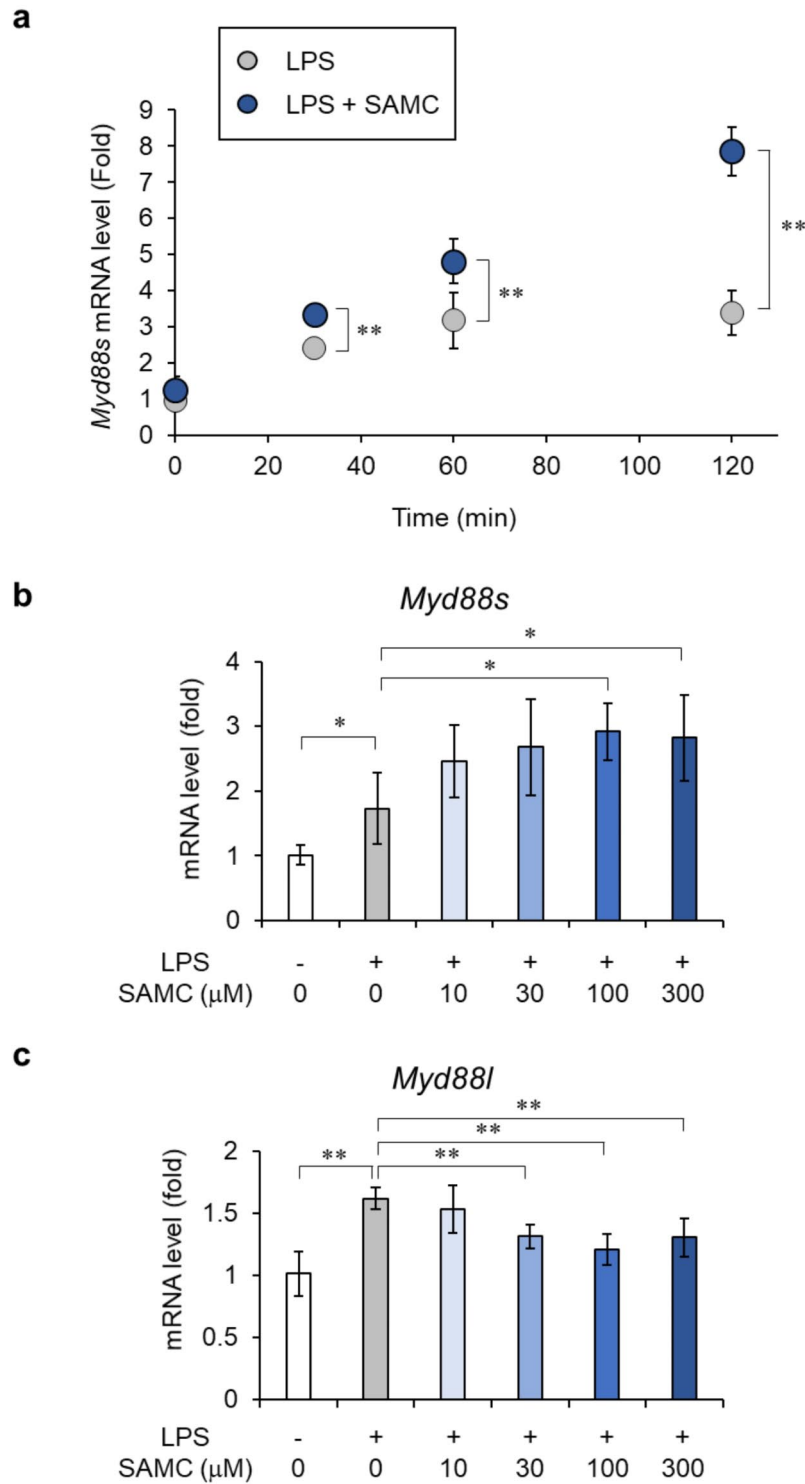 a
LPS
LPS + SAMC
Myd88s mRNA level (Fold)
9
8
7
6
5
4
3
2
1
0
**
**
**
0 20 40 60 80 100 120
Time (min)
b
Myd88s
mRNA level (fold)
4
3
2
1
0
*
*
*
LPS - + + + + +
SAMC (μM) 0 0 10 30 100 300
c
Myd88l
mRNA level (fold)
2
1.5
1
0.5
0
**
**
** **
LPS - + + + + +
SAMC (μM) 0 0 10 30 100 300